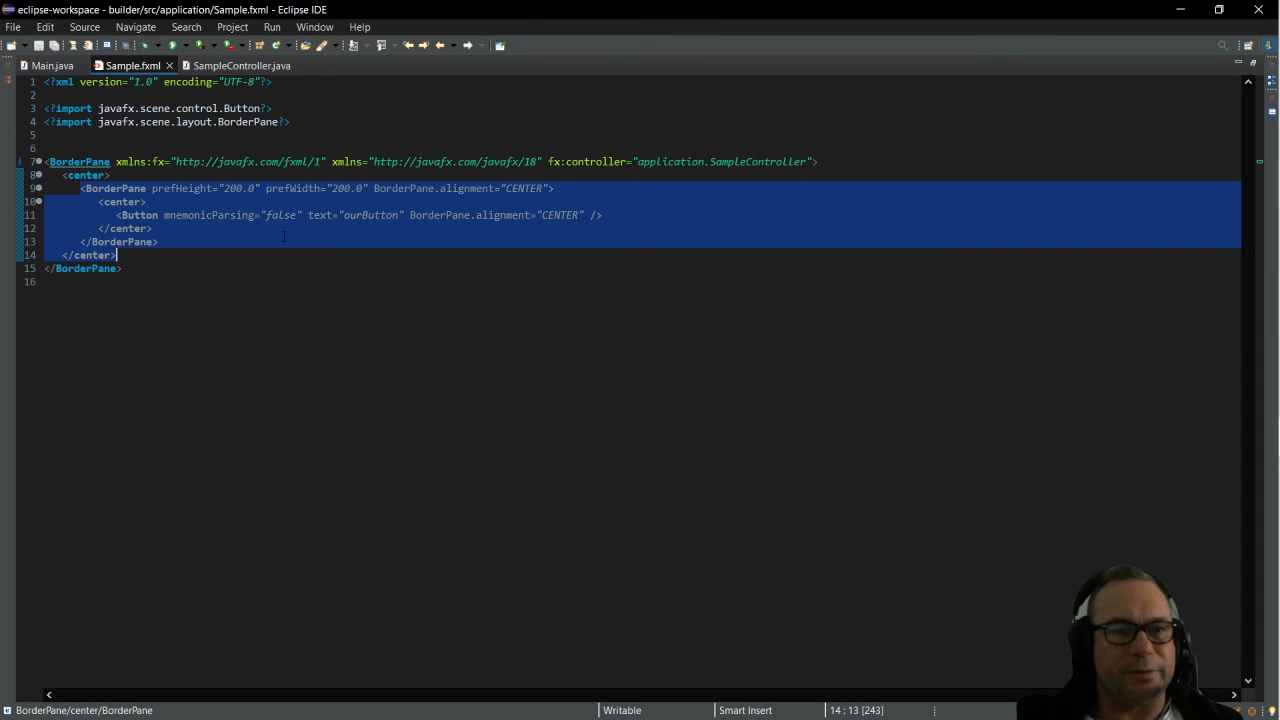 eclipse-workspace - builder/src/application/Sample.fxml - Eclipse IDE
File Edit Source Navigate Search Project Run Window Help
Main.java Sample.fxml SampleController.java
1 <?xml version="1.0" encoding="UTF-8"?>
2
3 <?import javafx.scene.control.Button?>
4 <?import javafx.scene.layout.BorderPane?>
5
6
7 <BorderPane xmlns:fx="http://javafx.com/fxml/1" xmlns="http://javafx.com/javafx/18" fx:controller="application.SampleController">
8 <center>
9 <BorderPane prefHeight="200.0" prefWidth="200.0" BorderPane.alignment="CENTER">
10 <center>
11 <Button mnemonicParsing="false" text="ourButton" BorderPane.alignment="CENTER" />
12 </center>
13 </BorderPane>
14 </center>
15 </BorderPane>
16
BorderPane/center/BorderPane Writable Smart Insert 14 : 13 [243]